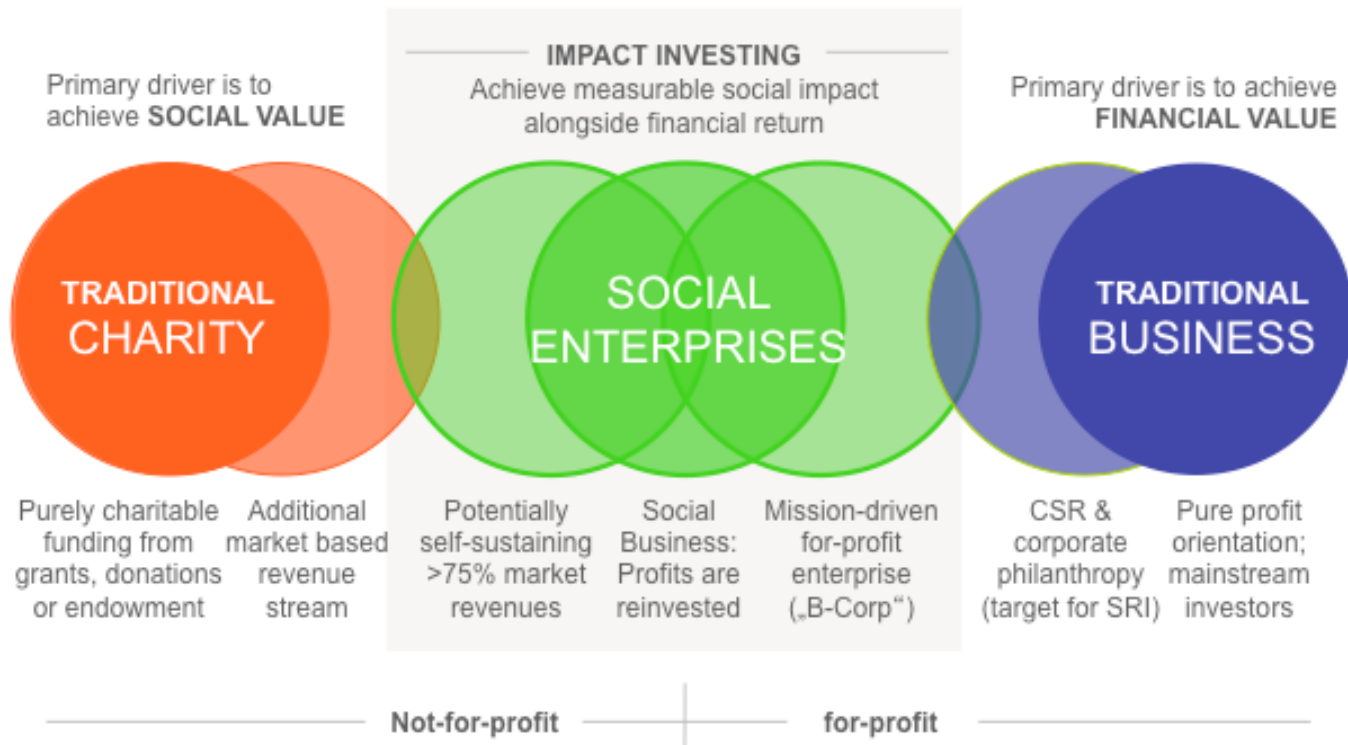 IMPACT INVESTING
Achieve measurable social impact
alongside financial return
Primary driver is to
achieve SOCIAL VALUE
Primary driver is to achieve
FINANCIAL VALUE
TRADITIONAL
CHARITY
SOCIAL
ENTERPRISES
TRADITIONAL
BUSINESS
Purely charitable
funding from
grants, donations
or endowment
Additional
market based
revenue
stream
Potentially
self-sustaining
>75% market
revenues
Social
Business:
Profits are
reinvested
Mission-driven
for-profit
enterprise
(„B-Corp“)
CSR &
corporate
philanthropy
(target for SRI)
Pure profit
orientation;
mainstream
investors
Not-for-profit
for-profit